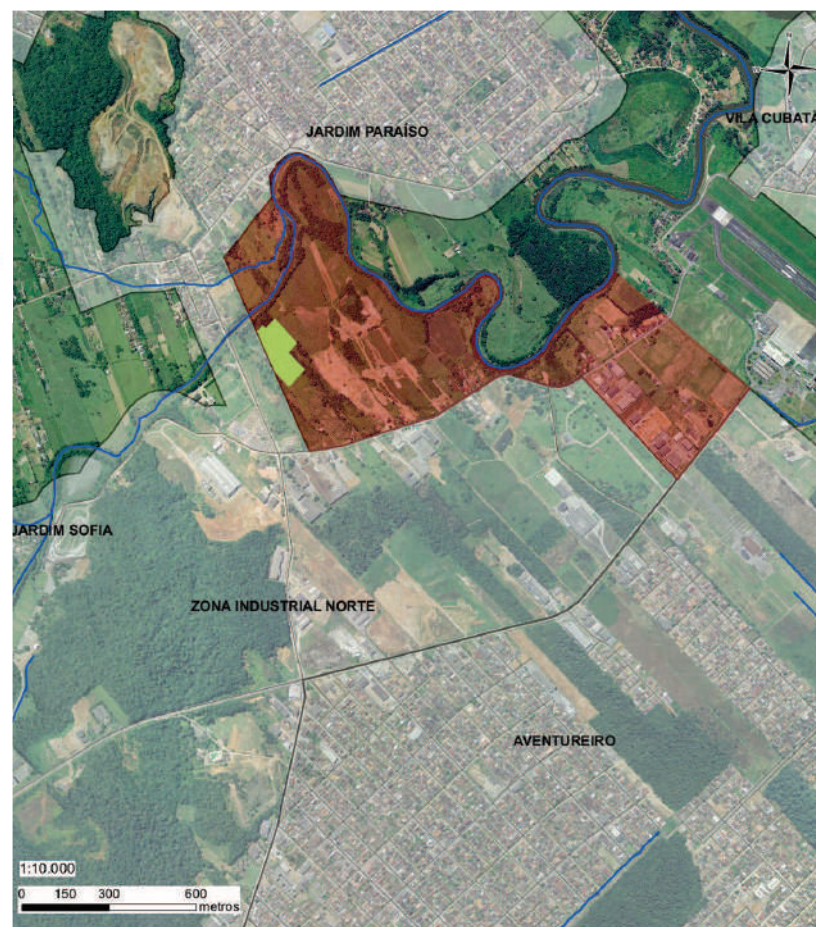 N
JARDIM PARAÍSO
VILA CUBATÃ
JARDIM SOFIA
ZONA INDUSTRIAL NORTE
AVENTUREIRO
1:10.000
0 150 300 600
metros